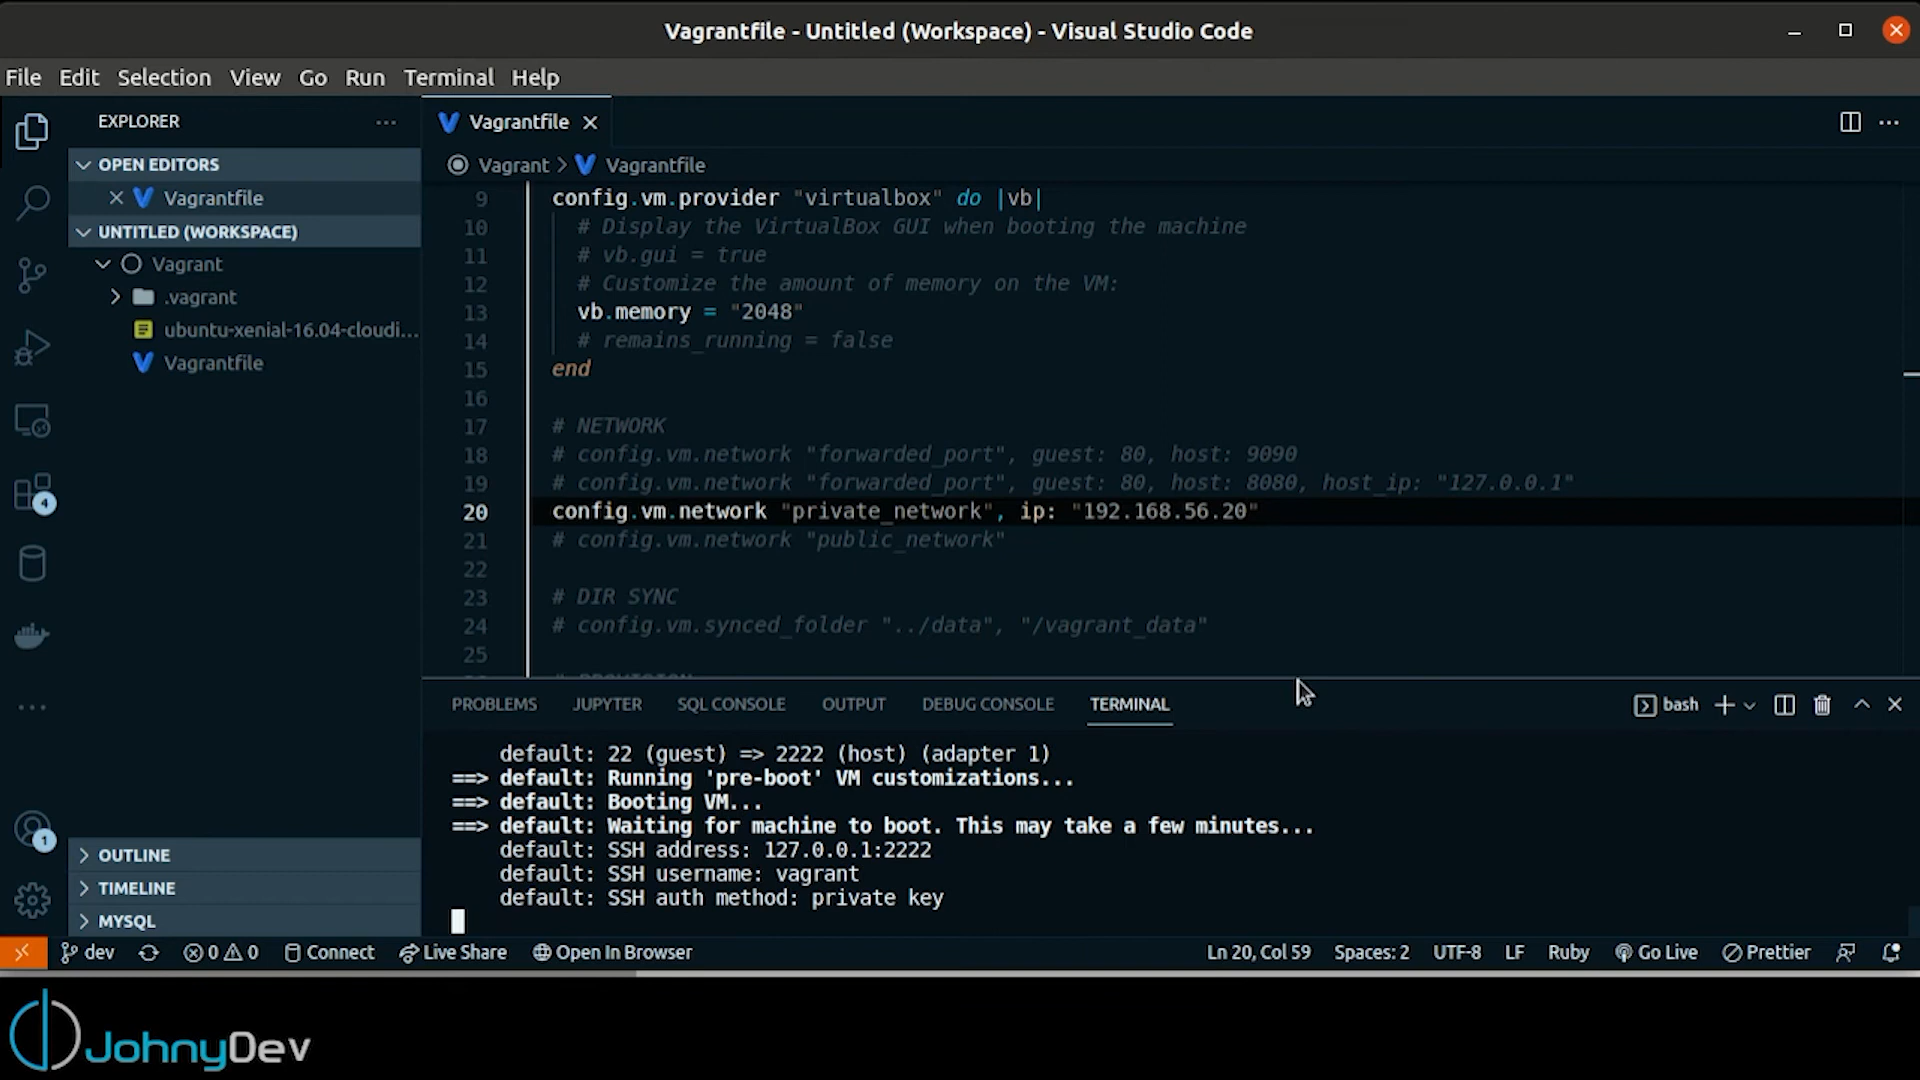 Vagrantfile - Untitled (Workspace) - Visual Studio Code
File Edit Selection View Go Run Terminal Help
EXPLORER
OPEN EDITORS
Vagrantfile
UNTITLED (WORKSPACE)
Vagrant
.vagrant
ubuntu-xenial-16.04-cloudi...
Vagrantfile
OUTLINE
TIMELINE
MYSQL
4
1
Vagrantfile
Vagrant > Vagrantfile
9 config.vm.provider "virtualbox" do |vb|
10 # Display the VirtualBox GUI when booting the machine
11 # vb.gui = true
12 # Customize the amount of memory on the VM:
13 vb.memory = "2048"
14 # remains_running = false
15 end
16
17 # NETWORK
18 # config.vm.network "forwarded_port", guest: 80, host: 9090
19 # config.vm.network "forwarded_port", guest: 80, host: 8080, host_ip: "127.0.0.1"
20 config.vm.network "private_network", ip: "192.168.56.20"
21 # config.vm.network "public_network"
22
23 # DIR SYNC
24 # config.vm.synced_folder "../data", "/vagrant_data"
25
PROBLEMS JUPYTER SQL CONSOLE OUTPUT DEBUG CONSOLE TERMINAL bash
default: 22 (guest) => 2222 (host) (adapter 1)
==> default: Running 'pre-boot' VM customizations...
==> default: Booting VM...
==> default: Waiting for machine to boot. This may take a few minutes...
default: SSH address: 127.0.0.1:2222
default: SSH username: vagrant
default: SSH auth method: private key
dev 0 0 Connect Live Share Open In Browser Ln 20, Col 59 Spaces: 2 UTF-8 LF Ruby Go Live Prettier
JohnyDev